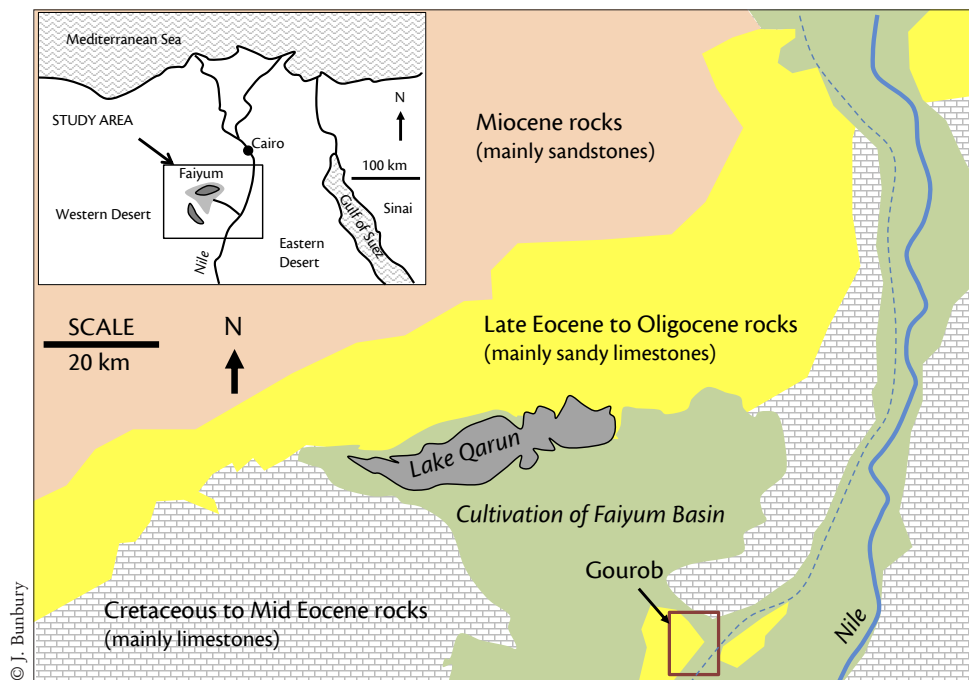 Mediterranean Sea
STUDY AREA
N
Cairo
100 km
Faiyum
Western Desert
Sinai
Gulf of Suez
Eastern
Desert
Nile
Miocene rocks
(mainly sandstones)
SCALE
20 km
N
Late Eocene to Oligocene rocks
(mainly sandy limestones)
Lake Qarun
Cultivation of Faiyum Basin
Gourob
Cretaceous to Mid Eocene rocks
(mainly limestones)
Nile
© J. Bunbury